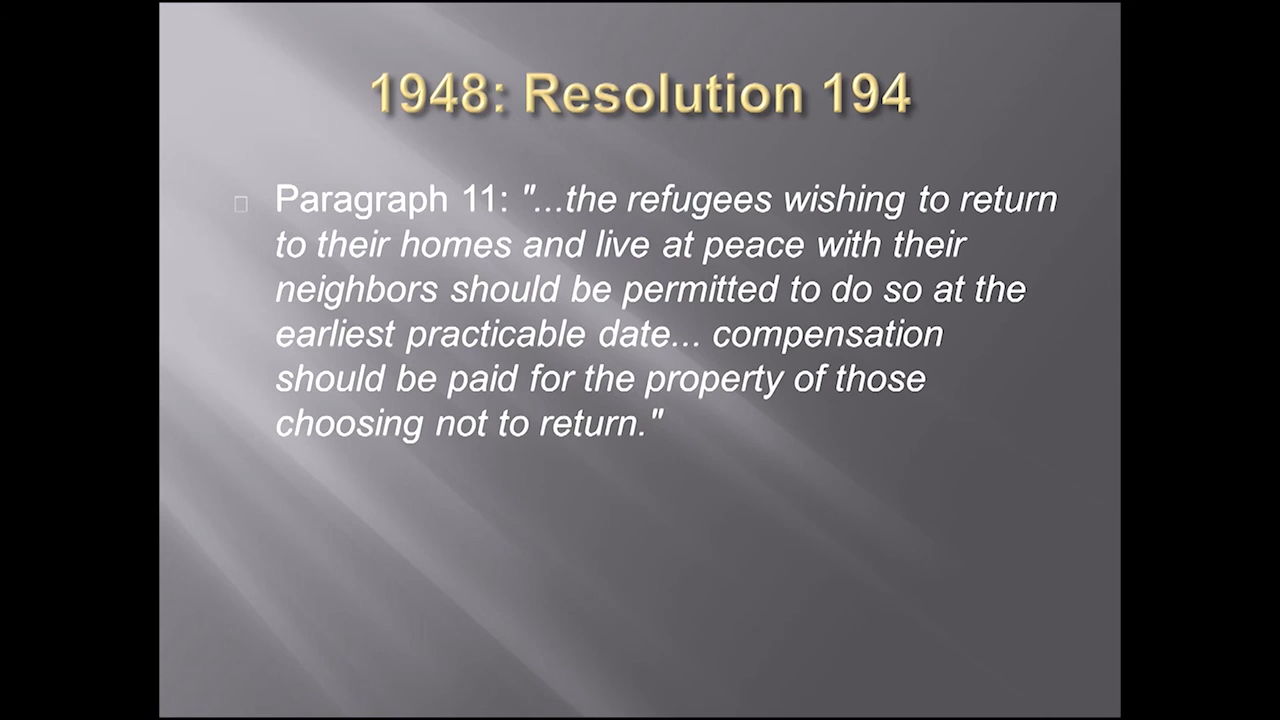 1948: Resolution 194
Paragraph 11: "...the refugees wishing to return
to their homes and live at peace with their
neighbors should be permitted to do so at the
earliest practicable date... compensation
should be paid for the property of those
choosing not to return."